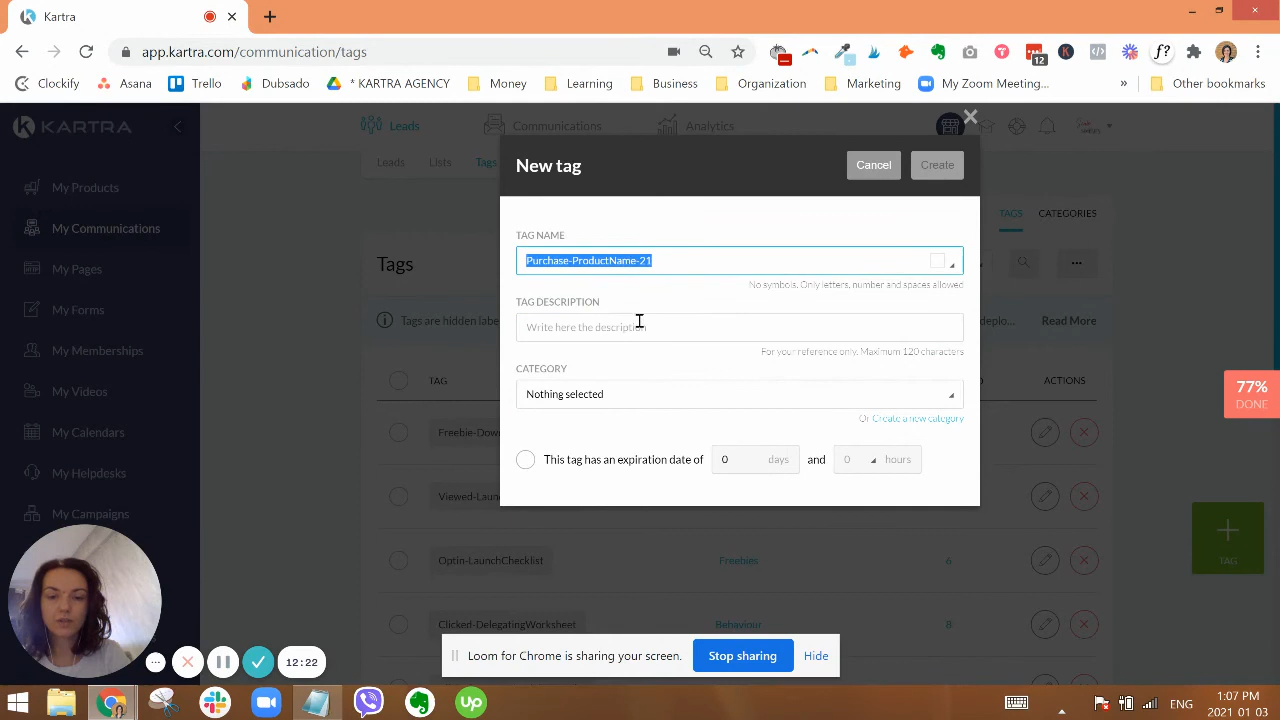 Kartra
app.kartra.com/communication/tags
12
f?
Clockify
Asana
Trello
Dubsado
* KARTRA AGENCY
Money
Learning
Business
Organization
Marketing
My Zoom Meeting...
»
Other bookmarks
KARTRA
Leads
Communications
Analytics
My Products
My Communications
My Pages
My Forms
My Memberships
My Videos
My Calendars
My Helpdesks
My Campaigns
Leads
Lists
Tags
TAGS
CATEGORIES
Tags
Tags are hidden labe
deplo...
Read More
TAG
ACTIONS
Freebie-Dow
Viewed-Laun
Optin-LaunchChecklist
Freebies
6
Clicked-DelegatingWorksheet
Behaviour
8
New tag
Cancel
Create
TAG NAME
Purchase-ProductName-21
No symbols. Only letters, number and spaces allowed
TAG DESCRIPTION
Write here the description
For your reference only. Maximum 120 characters
CATEGORY
Nothing selected
Or Create a new category
This tag has an expiration date of
0 days
and
0 hours
77%
DONE
TAG
12:22
Loom for Chrome is sharing your screen.
Stop sharing
Hide
up
ENG
1:07 PM
2021-01-03